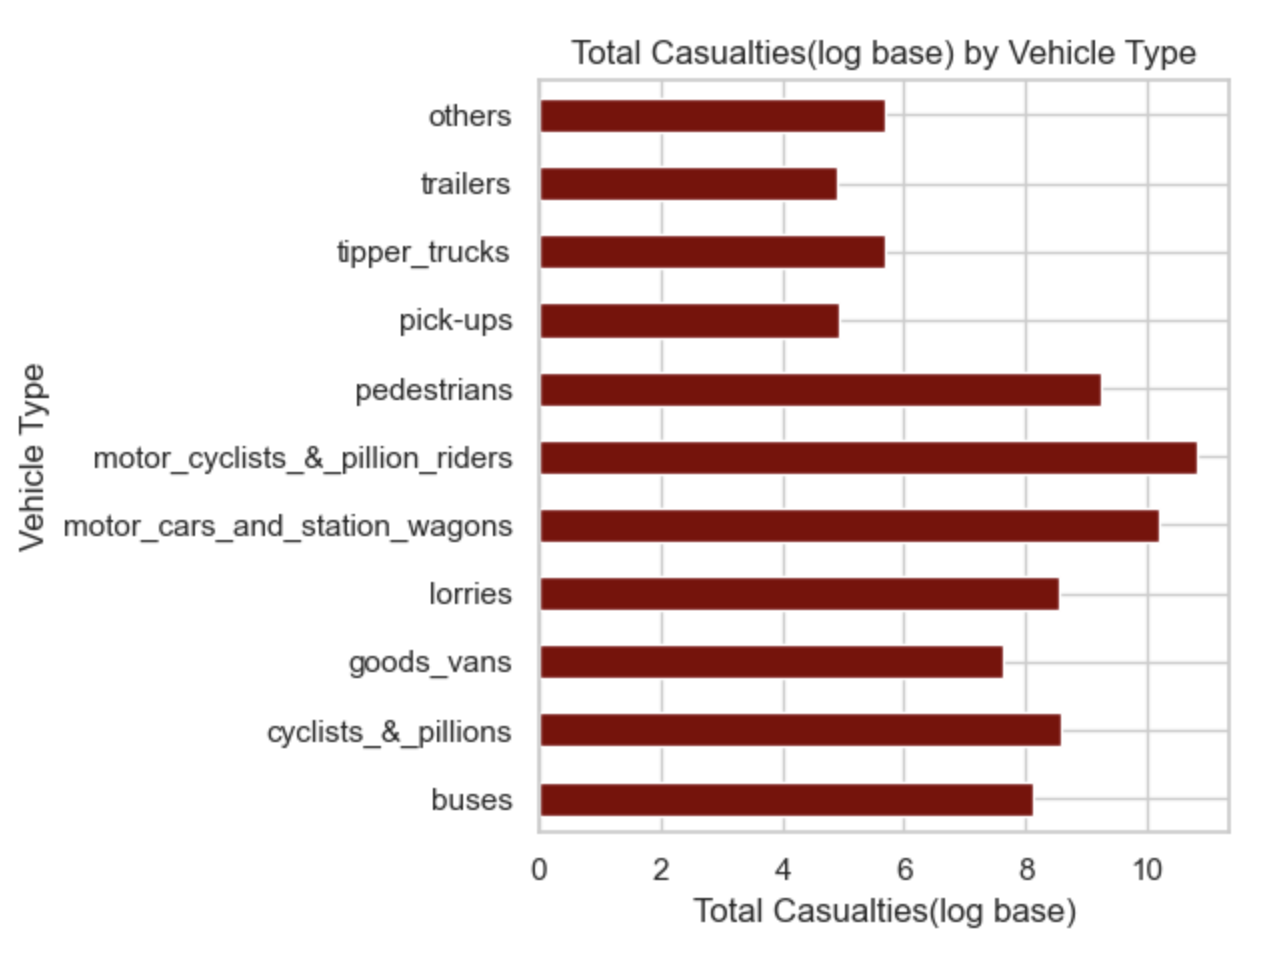 Total Casualties(log base) by Vehicle Type
others
trailers
tipper_trucks
pick-ups
pedestrians
motor_cyclists_&_pillion_riders
motor_cars_and_station_wagons
lorries
goods_vans
cyclists_&_pillions
buses
Vehicle Type
0 2 4 6 8 10
Total Casualties(log base)